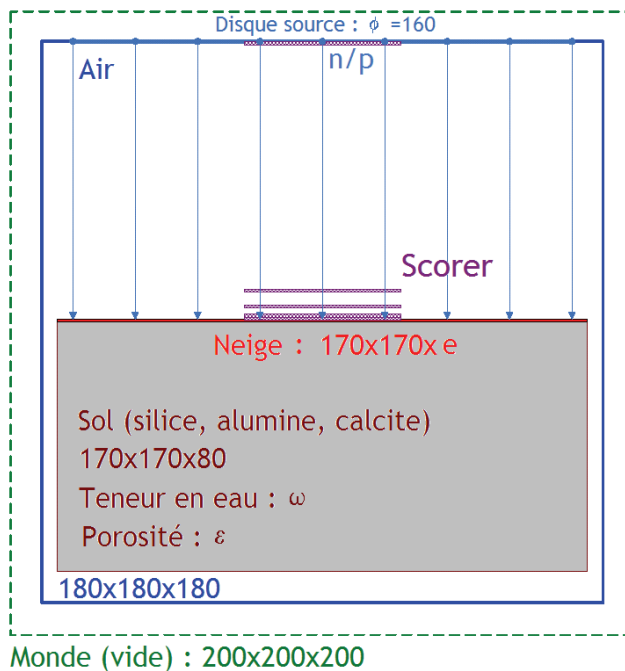 Disque source : ϕ =160
Air
n/p
Scorer
Neige : 170x170x e
Sol (silice, alumine, calcite)
170x170x80
Teneur en eau : ω
Porosité : ε
180x180x180
Monde (vide) : 200x200x200